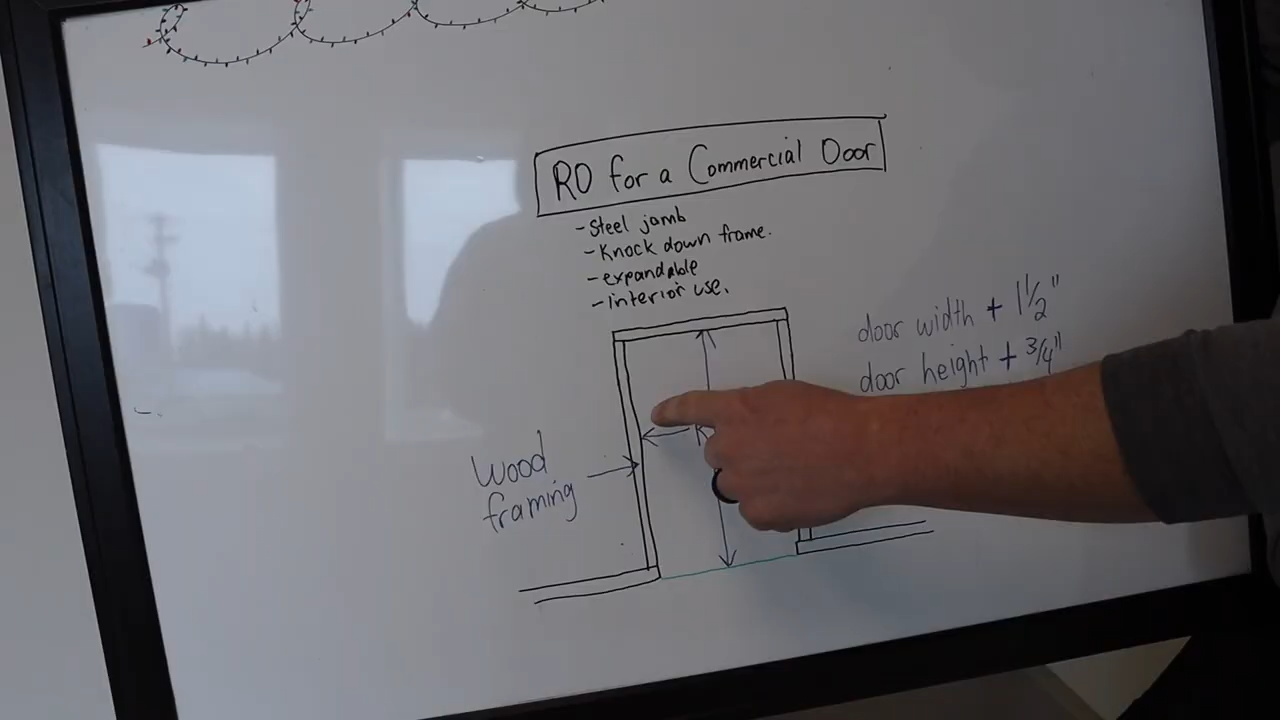 RO for a Commercial Door
- Steel jamb
- Knock down frame.
- expandable
- interior use.
door width + 1 1/2"
door height + 3/4"
Wood
framing